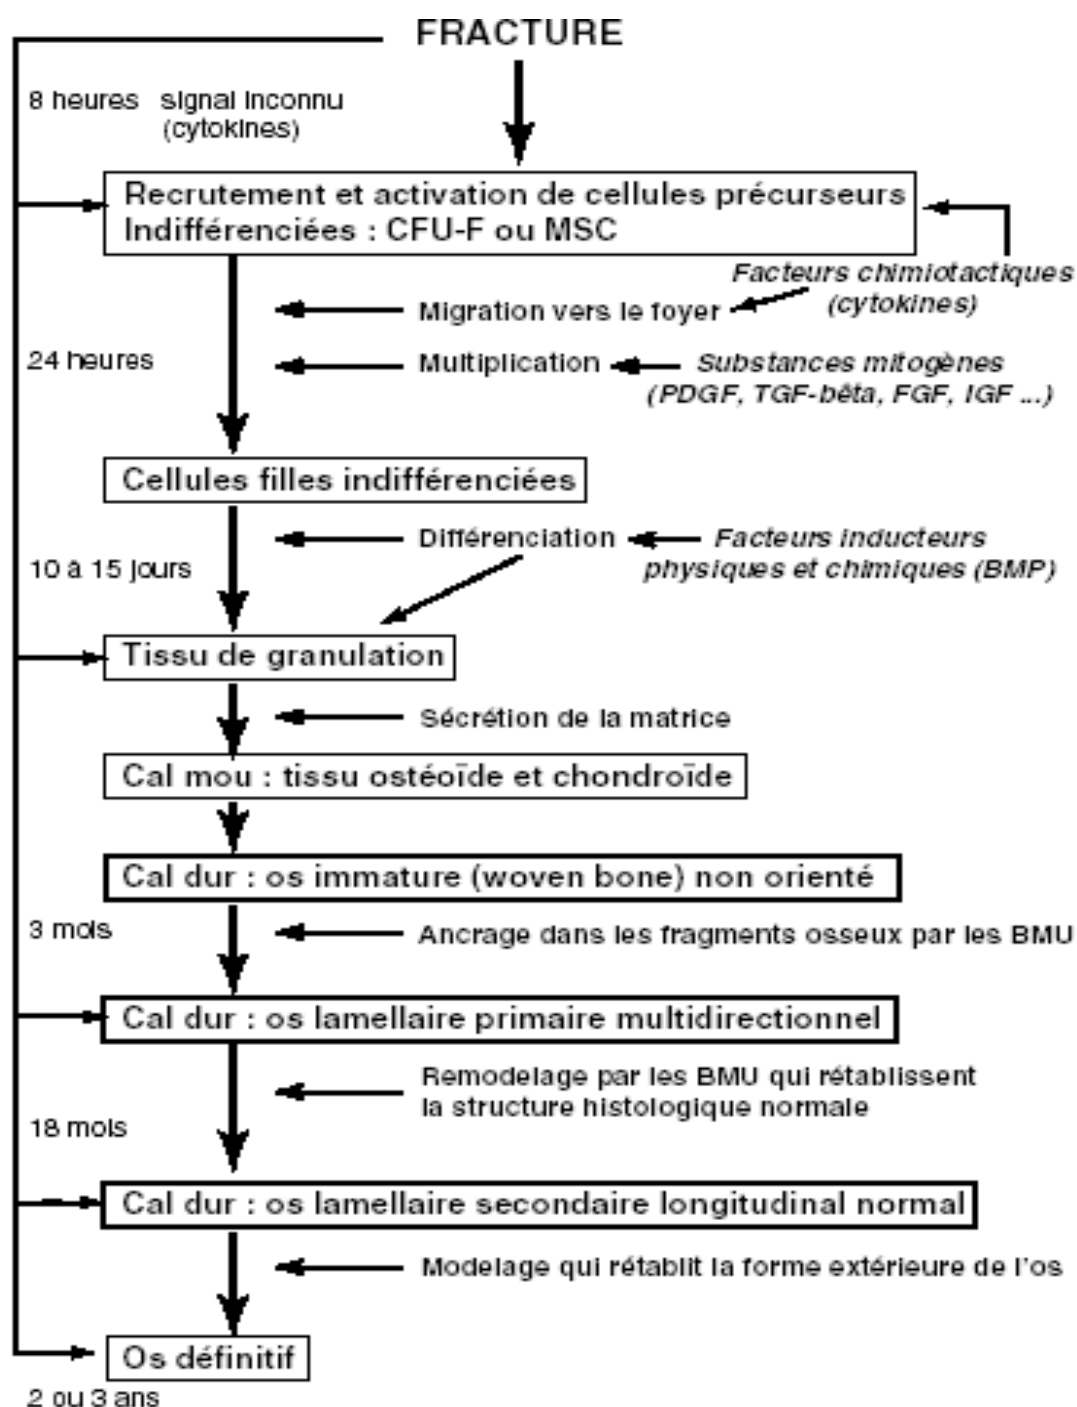 FRACTURE
8 heures signal inconnu
(cytokines)
Recrutement et activation de cellules précurseurs
Indifférenciées : CFU-F ou MSC
Facteurs chimiotactiques
(cytokines)
Migration vers le foyer
24 heures
Multiplication
Substances mitogènes
(PDGF, TGF-bêta, FGF, IGF ...)
Cellules filles indifférenciées
Différenciation
Facteurs inducteurs
physiques et chimiques (BMP)
10 à 15 jours
Tissu de granulation
Sécrétion de la matrice
Cal mou : tissu ostéoïde et chondroïde
Cal dur : os immature (woven bone) non orienté
3 mois
Ancrage dans les fragments osseux par les BMU
Cal dur : os lamellaire primaire multidirectionnel
Remodelage par les BMU qui rétablissent
la structure histologique normale
18 mois
Cal dur : os lamellaire secondaire longitudinal normal
Modelage qui rétablit la forme extérieure de l'os
Os définitif
2 ou 3 ans